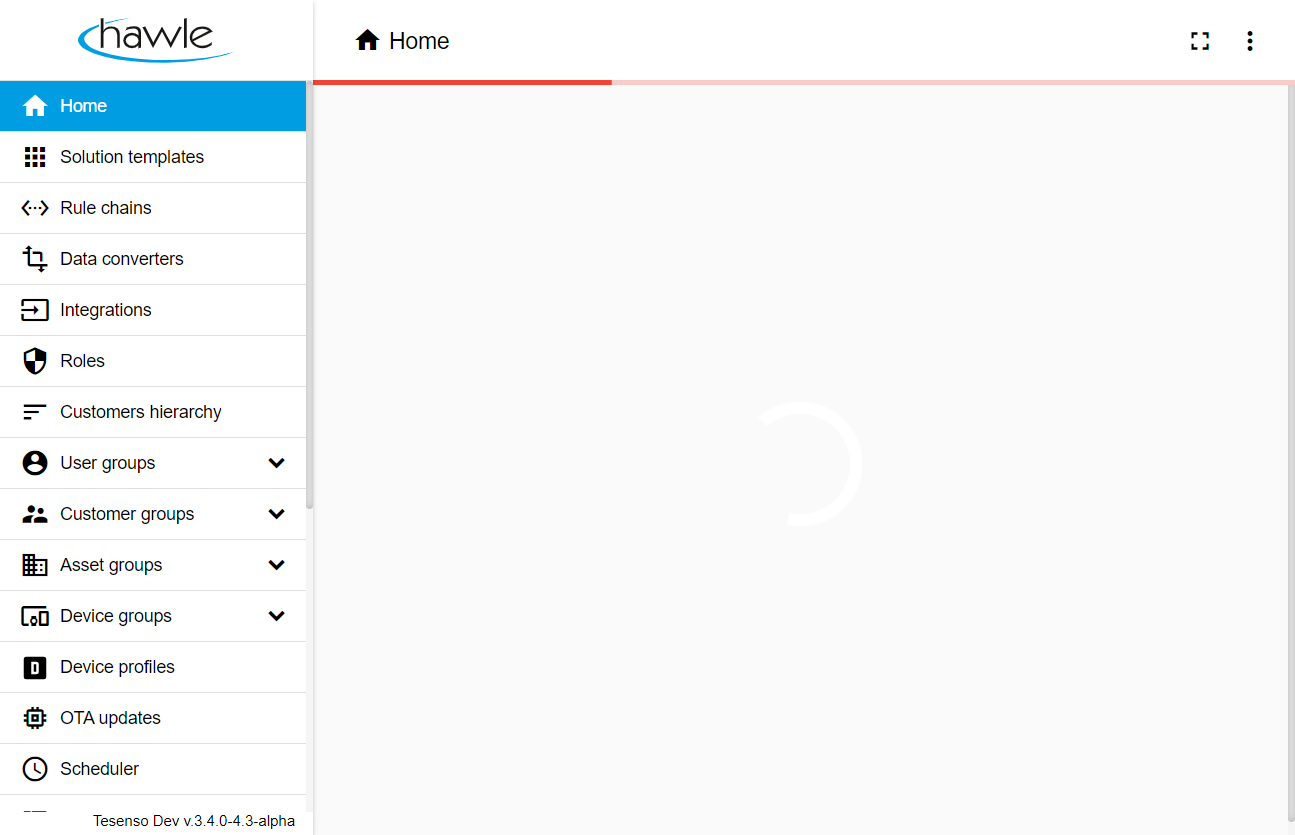 hawle
Home
Home
Solution templates
Rule chains
Data converters
Integrations
Roles
Customers hierarchy
User groups
Customer groups
Asset groups
Device groups
D
Device profiles
OTA updates
Scheduler
Tesenso Dev v.3.4.0-4.3-alpha